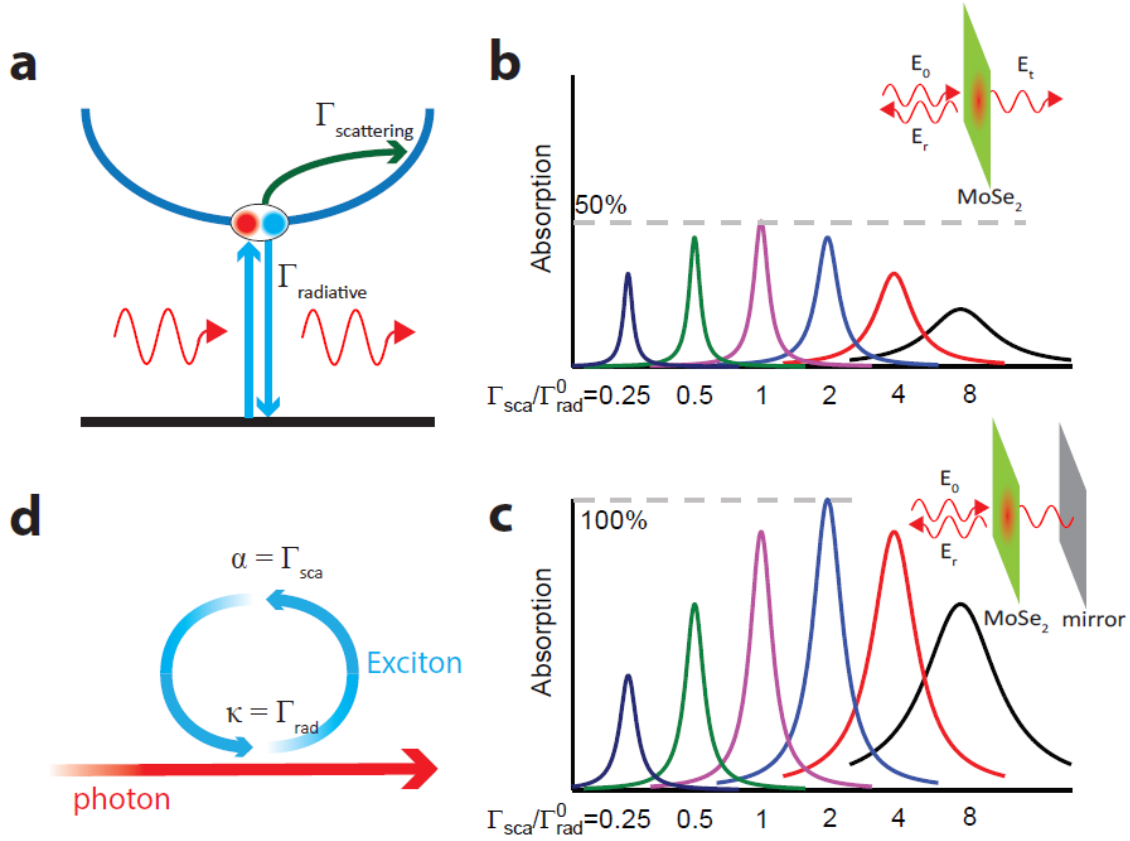 a
Γscattering
Γradiative
b
E0
Et
Er
MoSe2
50%
Absorption
Γsca/Γ0rad=0.25 0.5 1 2 4 8
d
α = Γsca
Exciton
κ = Γrad
photon
c
E0
Er
MoSe2 mirror
100%
Absorption
Γsca/Γ0rad=0.25 0.5 1 2 4 8